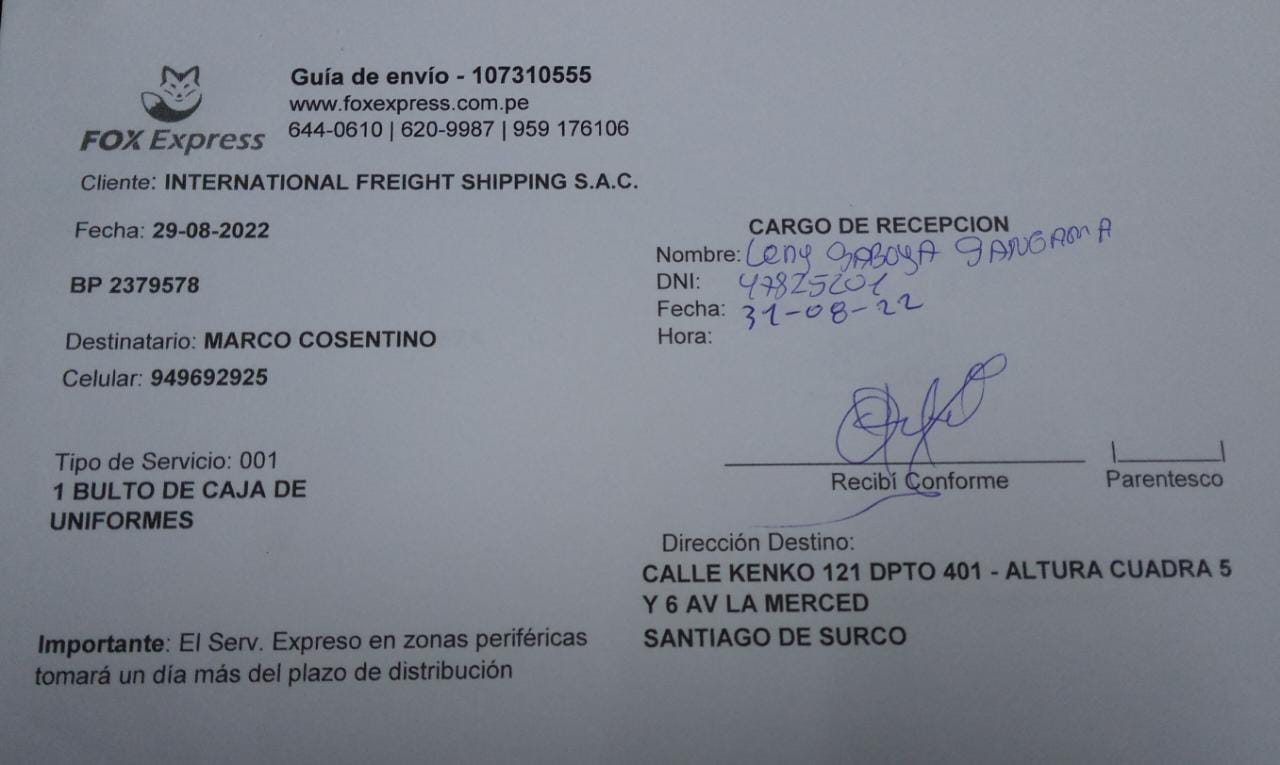 FOX Express
Guía de envío - 107310555
www.foxexpress.com.pe
644-0610 | 620-9987 | 959 176106
Cliente: INTERNATIONAL FREIGHT SHIPPING S.A.C.
Fecha: 29-08-2022
BP 2379578
Destinatario: MARCO COSENTINO
Celular: 949692925
Tipo de Servicio: 001
1 BULTO DE CAJA DE
UNIFORMES
Importante: El Serv. Expreso en zonas periféricas
tomará un día más del plazo de distribución
CARGO DE RECEPCION
Nombre: Leny SABOYA SANGAMA
DNI: 47825201
Fecha: 31-08-22
Hora:
Recibí Conforme
Parentesco
Dirección Destino:
CALLE KENKO 121 DPTO 401 - ALTURA CUADRA 5
Y 6 AV LA MERCED
SANTIAGO DE SURCO